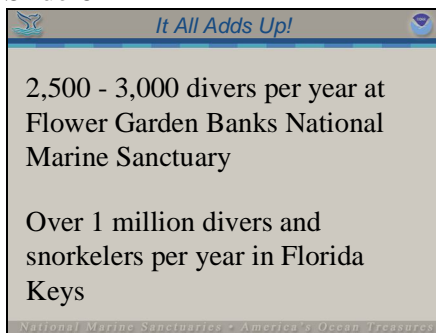 It All Adds Up!
2,500 - 3,000 divers per year at
Flower Garden Banks National
Marine Sanctuary
Over 1 million divers and
snorkelers per year in Florida
Keys
National Marine Sanctuaries • America's Ocean Treasures